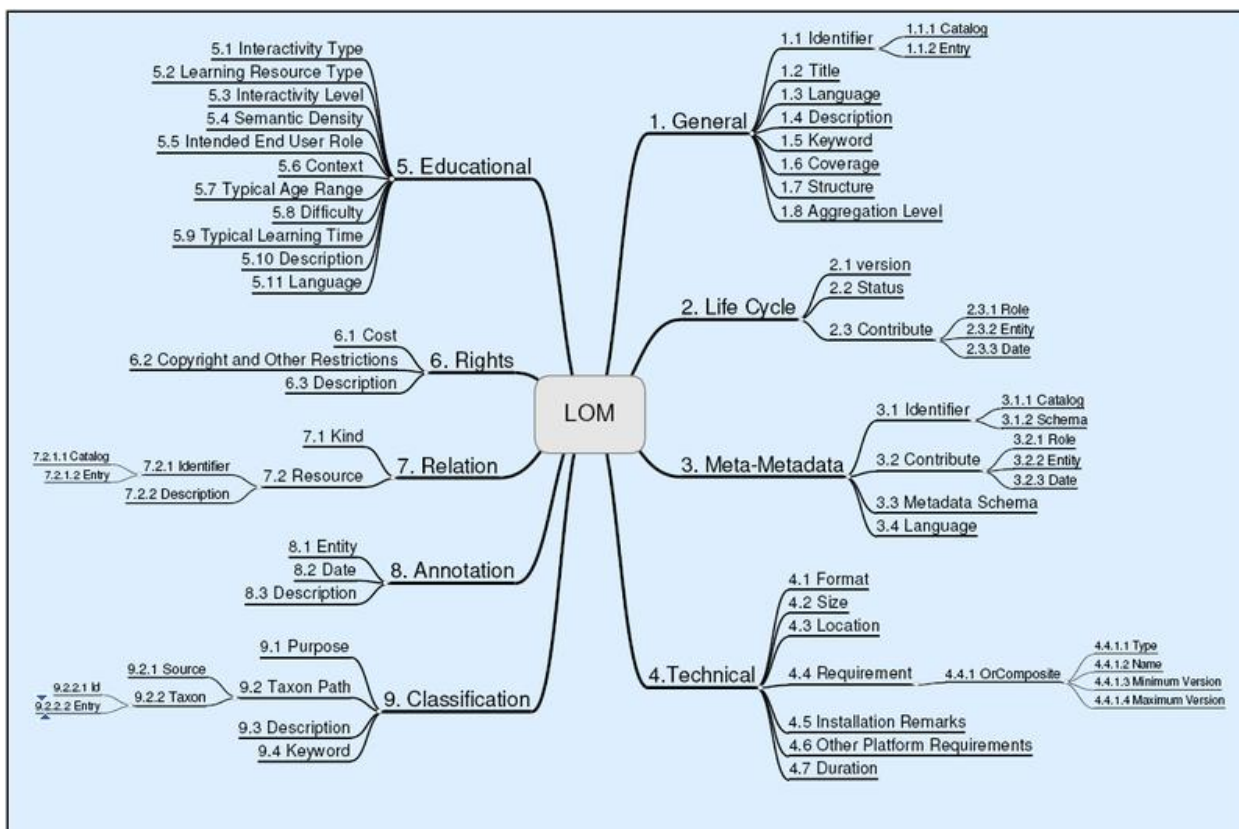 LOM
1. General
1.1 Identifier
1.1.1 Catalog
1.1.2 Entry
1.2 Title
1.3 Language
1.4 Description
1.5 Keyword
1.6 Coverage
1.7 Structure
1.8 Aggregation Level
2. Life Cycle
2.1 version
2.2 Status
2.3 Contribute
2.3.1 Role
2.3.2 Entity
2.3.3 Date
3. Meta-Metadata
3.1 Identifier
3.1.1 Catalog
3.1.2 Schema
3.2 Contribute
3.2.1 Role
3.2.2 Entity
3.2.3 Date
3.3 Metadata Schema
3.4 Language
4.Technical
4.1 Format
4.2 Size
4.3 Location
4.4 Requirement
4.4.1 OrComposite
4.4.1.1 Type
4.4.1.2 Name
4.4.1.3 Minimum Version
4.4.1.4 Maximum Version
4.5 Installation Remarks
4.6 Other Platform Requirements
4.7 Duration
5. Educational
5.1 Interactivity Type
5.2 Learning Resource Type
5.3 Interactivity Level
5.4 Semantic Density
5.5 Intended End User Role
5.6 Context
5.7 Typical Age Range
5.8 Difficulty
5.9 Typical Learning Time
5.10 Description
5.11 Language
6. Rights
6.1 Cost
6.2 Copyright and Other Restrictions
6.3 Description
7. Relation
7.1 Kind
7.2 Resource
7.2.1 Identifier
7.2.1.1 Catalog
7.2.1.2 Entry
7.2.2 Description
8. Annotation
8.1 Entity
8.2 Date
8.3 Description
9. Classification
9.1 Purpose
9.2 Taxon Path
9.2.1 Source
9.2.2 Taxon
9.2.2.1 Id
9.2.2.2 Entry
9.3 Description
9.4 Keyword